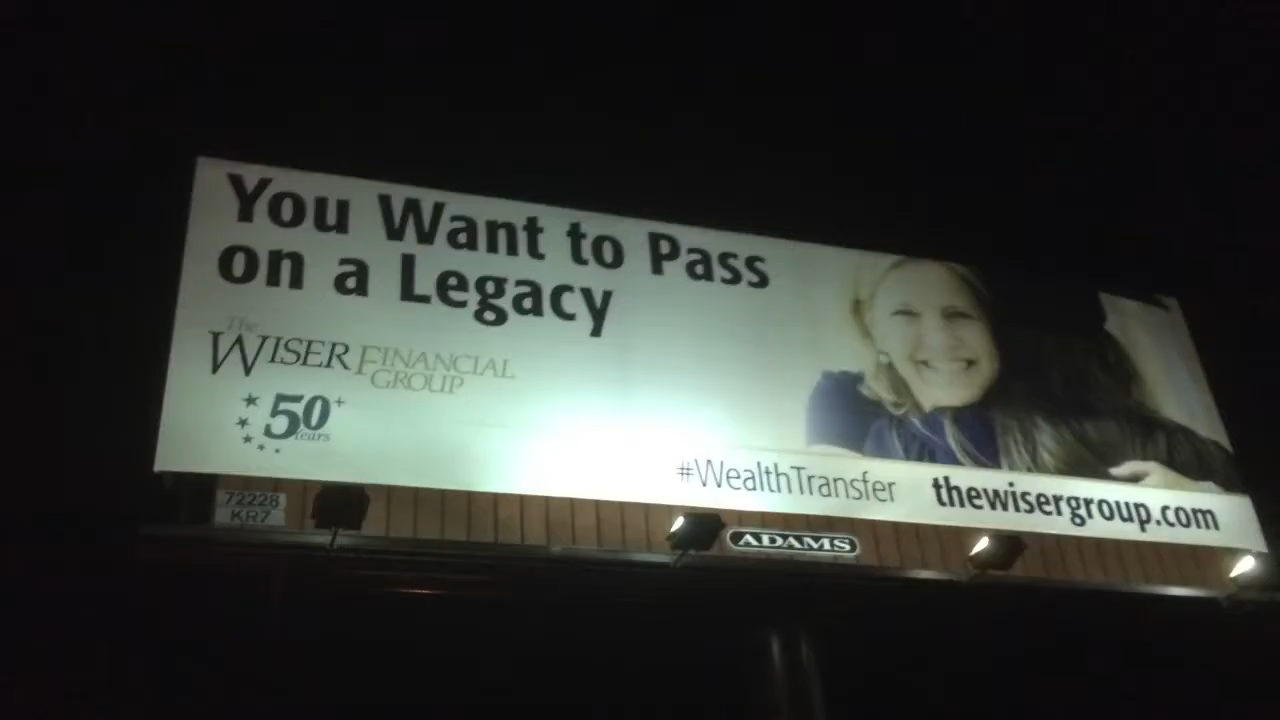 You Want to Pass
on a Legacy
The
WISER FINANCIAL
GROUP
50+
Years
#WealthTransfer
thewisergroup.com
72228
KR7
ADAMS